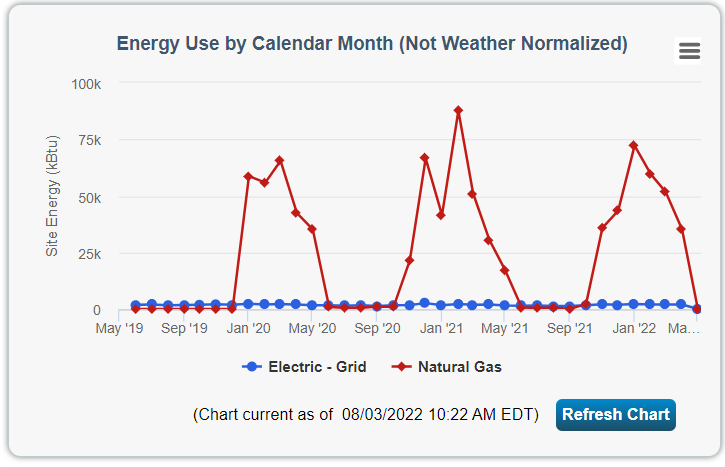 Energy Use by Calendar Month (Not Weather Normalized)
100k
75k
50k
25k
0
Site Energy (kBtu)
May '19 Sep '19 Jan '20 May '20 Sep '20 Jan '21 May '21 Sep '21 Jan '22 Ma...
Electric - Grid Natural Gas
(Chart current as of 08/03/2022 10:22 AM EDT) Refresh Chart